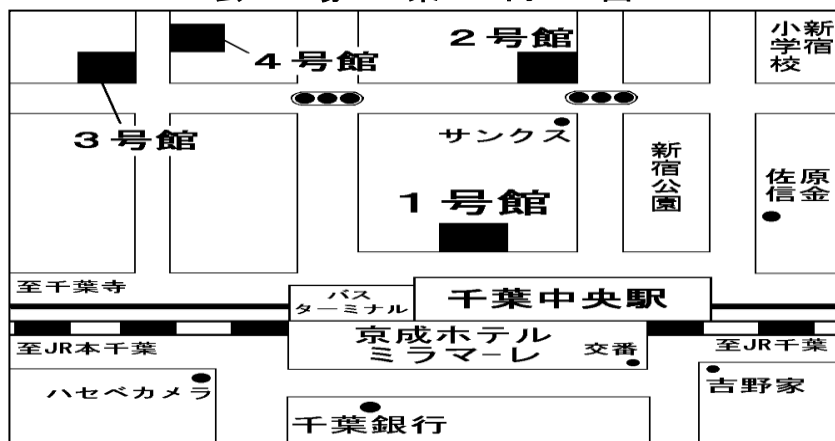 4号館
2号館
新宿
小学校
3号館
サンクス
新宿公園
1号館
佐原
信金
至千葉寺
バス
ターミナル
千葉中央駅
京成ホテル
ミラマーレ
交番
至JR本千葉
至JR千葉
ハセベカメラ
吉野家
千葉銀行